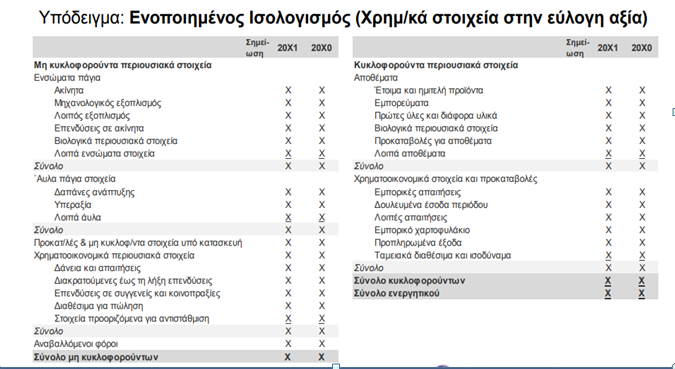 Υπόδειγμα: Ενοποιημένος Ισολογισμός (Χρημ/κά στοιχεία στην εύλογη αξία)
Σημεί-
ωση 20X1 20X0
Μη κυκλοφορούντα περιουσιακά στοιχεία
Ενσώματα πάγια
Ακίνητα X X
Μηχανολογικός εξοπλισμός X X
Λοιπός εξοπλισμός X X
Επενδύσεις σε ακίνητα X X
Βιολογικά περιουσιακά στοιχεία X X
Λοιπά ενσώματα στοιχεία X X
Σύνολο X X
`Αυλα πάγια στοιχεία
Δαπάνες ανάπτυξης X X
Υπεραξία X X
Λοιπά άυλα X X
Σύνολο X X
Προκατ/λές & μη κυκλοφ/ντα στοιχεία υπό κατασκευή X X
Χρηματοοικονομικά περιουσιακά στοιχεία X X
Δάνεια και απαιτήσεις X X
Διακρατούμενες έως τη λήξη επενδύσεις X X
Επενδύσεις σε συγγενείς και κοινοπραξίες X X
Διαθέσιμα για πώληση X X
Στοιχεία προοριζόμενα για αντιστάθμιση X X
Σύνολο X X
Αναβαλλόμενοι φόροι X X
Σύνολο μη κυκλοφορούντων X X
Σημεί-
ωση 20X1 20X0
Κυκλοφορούντα περιουσιακά στοιχεία
Αποθέματα
Έτοιμα και ημιτελή προϊόντα X X
Εμπορεύματα X X
Πρώτες ύλες και διάφορα υλικά X X
Βιολογικά περιουσιακά στοιχεία X X
Προκαταβολές για αποθέματα X X
Λοιπά αποθέματα X X
Σύνολο X X
Χρηματοοικονομικά στοιχεία και προκαταβολές
Εμπορικές απαιτήσεις X X
Δουλευμένα έσοδα περιόδου X X
Λοιπές απαιτήσεις X X
Εμπορικό χαρτοφυλάκιο X X
Προπληρωμένα έξοδα X X
Ταμειακά διαθέσιμα και ισοδύναμα X X
Σύνολο X X
Σύνολο κυκλοφορούντων X X
Σύνολο ενεργητικού X X